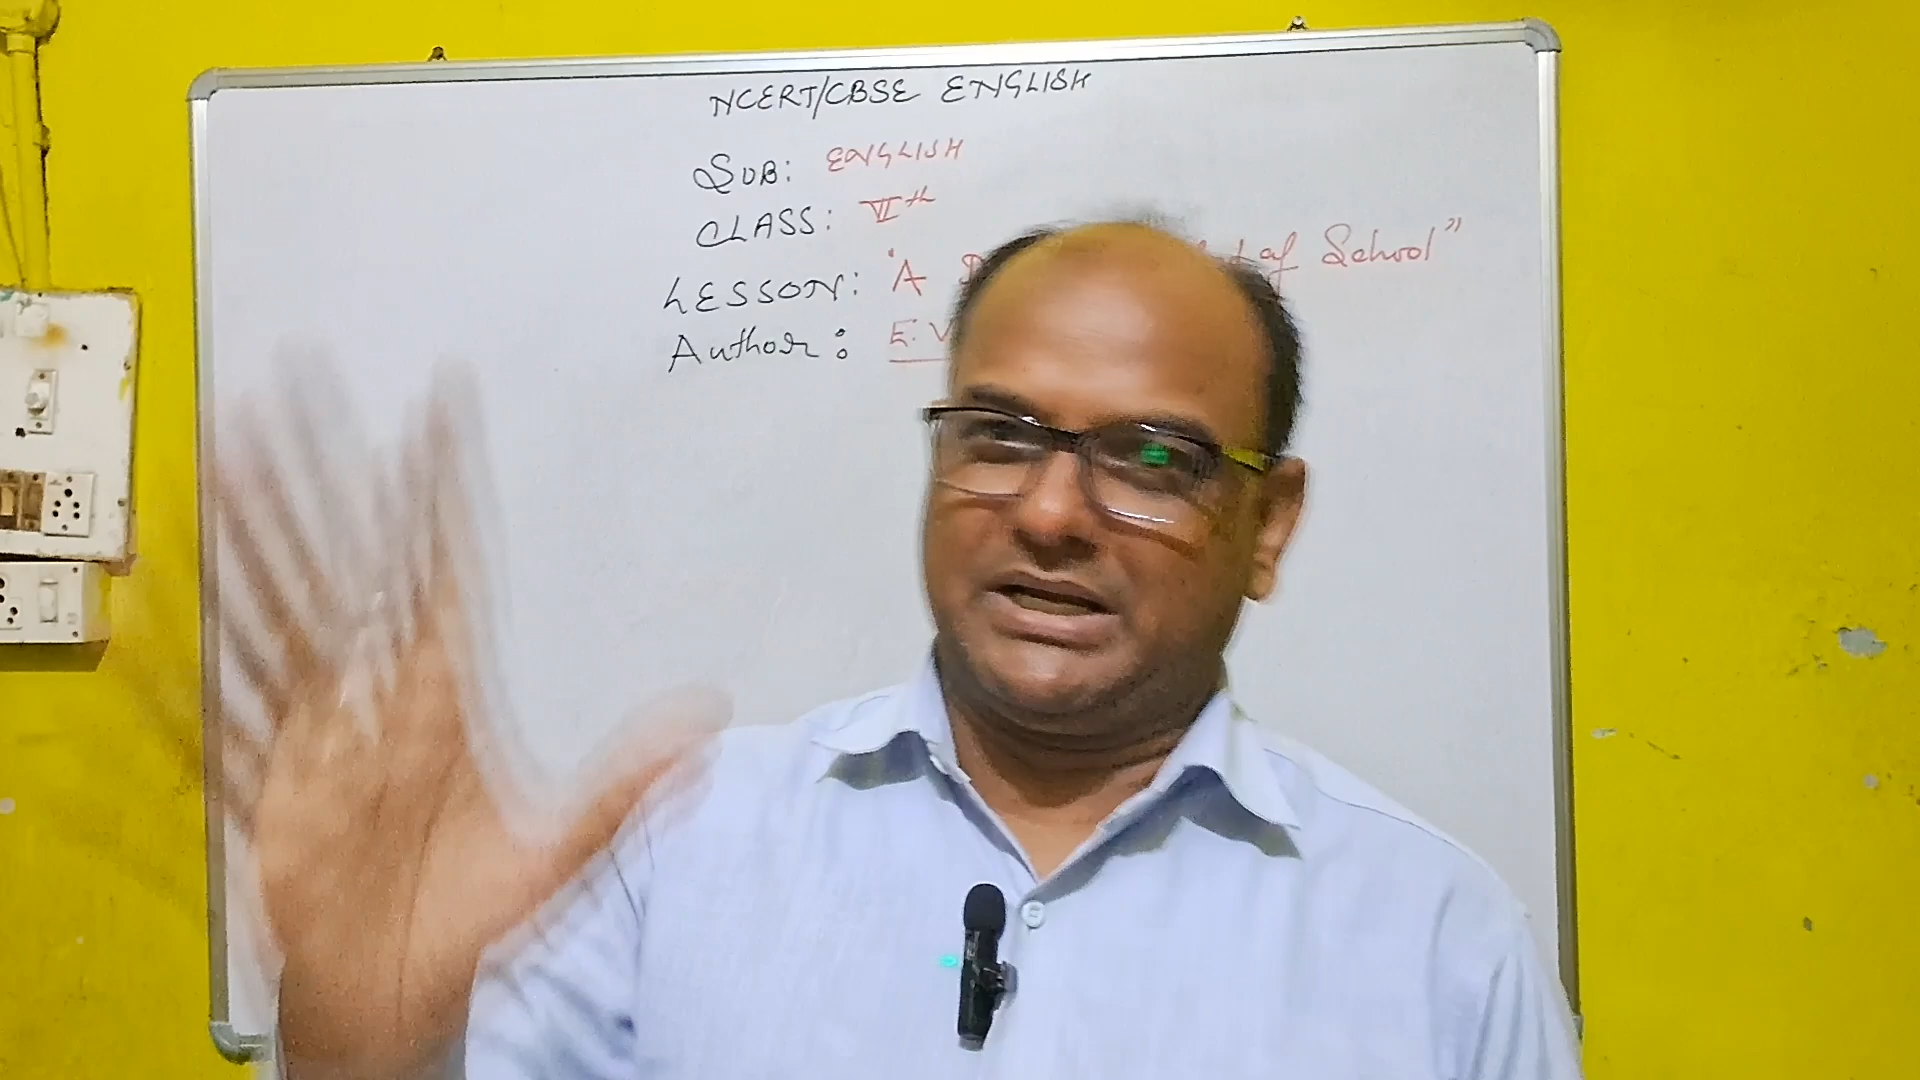 NCERT/CBSE ENGLISH
SUB: ENGLISH
CLASS: VIth
LESSON: "A of School"
Author: E. V